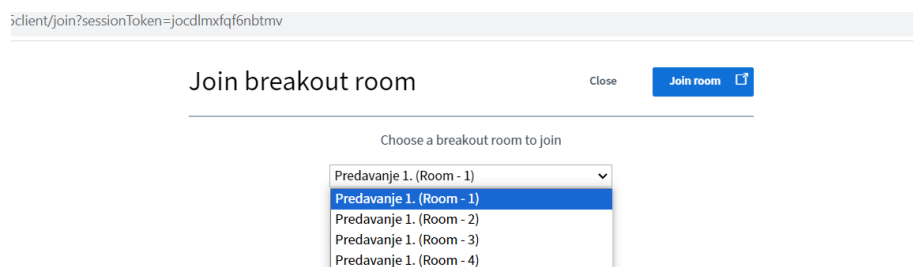 client/join?sessionToken=jocdlmxfqf6nbtmv
Join breakout room
Close
Join room
Choose a breakout room to join
Predavanje 1. (Room - 1)
Predavanje 1. (Room - 1)
Predavanje 1. (Room - 2)
Predavanje 1. (Room - 3)
Predavanje 1. (Room - 4)